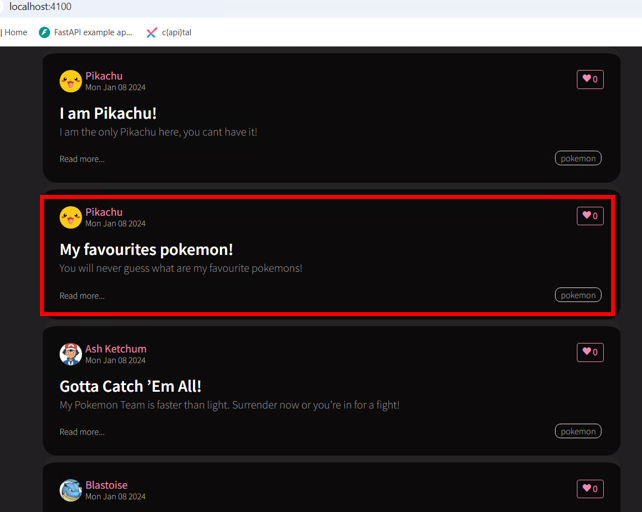 localhost:4100
Home FastAPI example ap... c{api}tal
Pikachu
Mon Jan 08 2024
0
I am Pikachu!
I am the only Pikachu here, you cant have it!
Read more...
pokemon
Pikachu
Mon Jan 08 2024
0
My favourites pokemon!
You will never guess what are my favourite pokemons!
Read more...
pokemon
Ash Ketchum
Mon Jan 08 2024
0
Gotta Catch ’Em All!
My Pokemon Team is faster than light. Surrender now or you’re in for a fight!
Read more...
pokemon
Blastoise
Mon Jan 08 2024
0